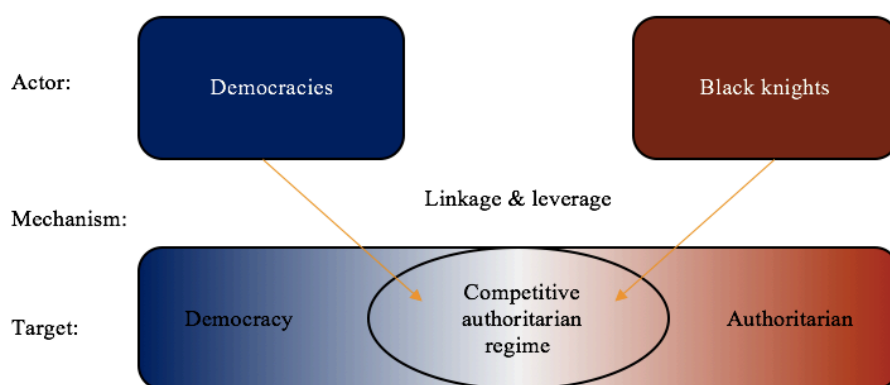 Actor:
Democracies
Black knights
Linkage & leverage
Mechanism:
Target:
Democracy
Competitive
authoritarian
regime
Authoritarian